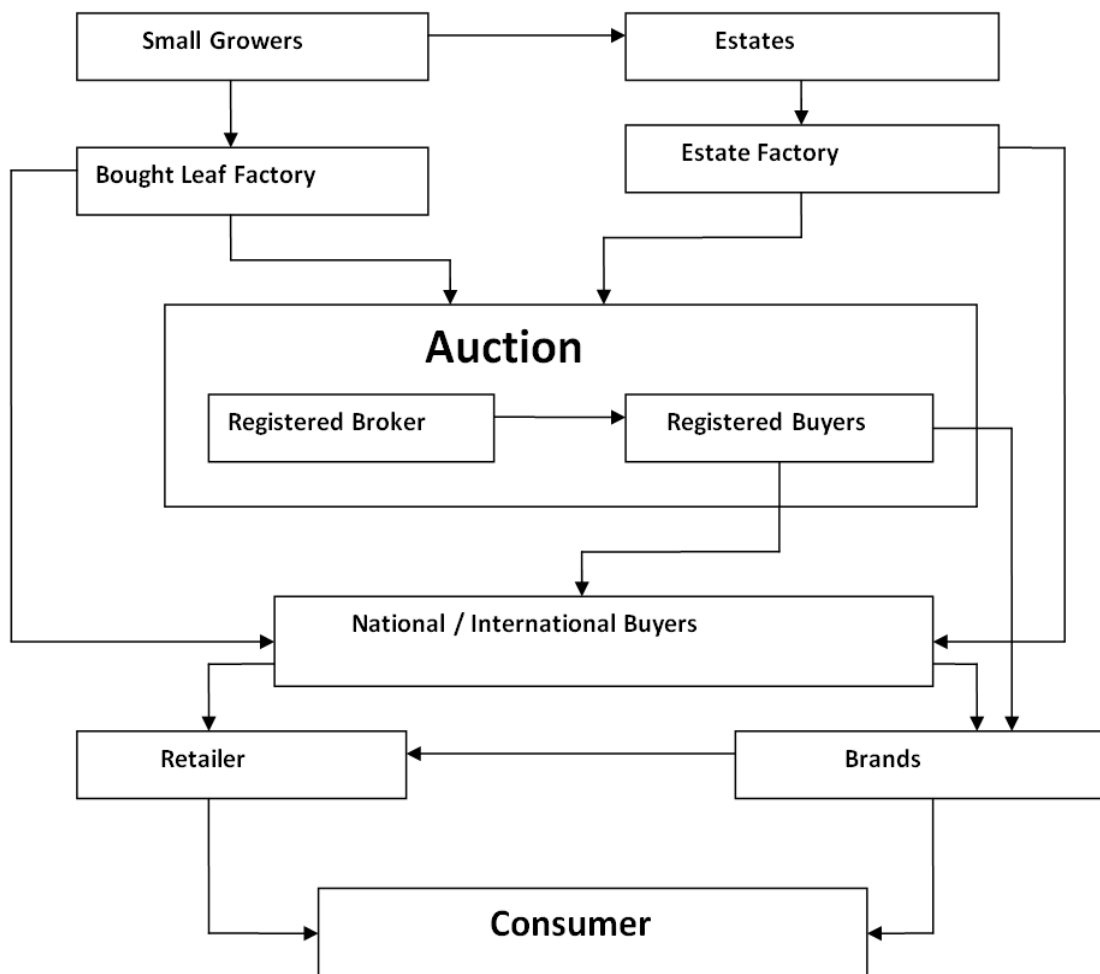 Small Growers
Estates
Bought Leaf Factory
Estate Factory
Auction
Registered Broker
Registered Buyers
National / International Buyers
Retailer
Brands
Consumer